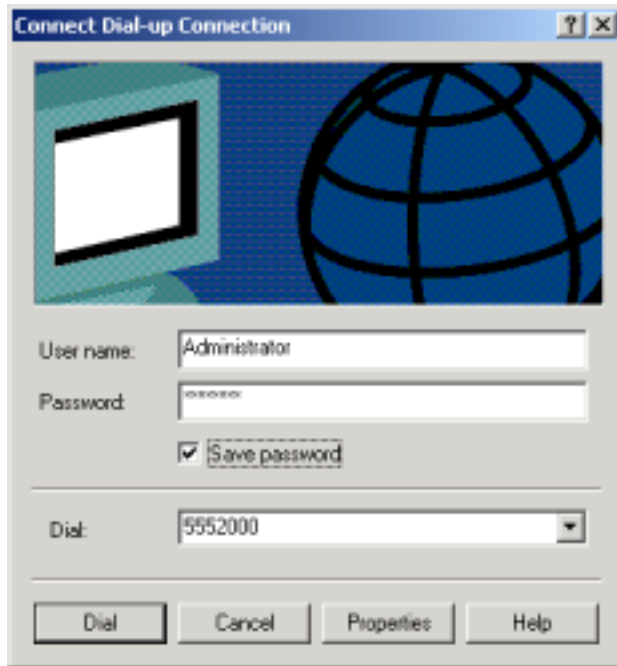 Connect Dial-up Connection
User name: Administrator
Password:
Save password
Dial: 5552000
Dial Cancel Properties Help